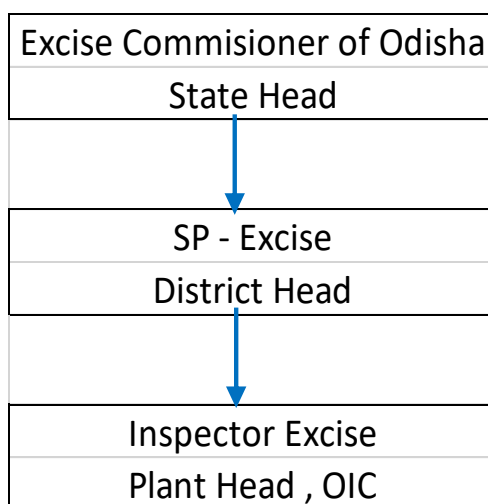 Excise Commisioner of Odisha
State Head
SP - Excise
District Head
Inspector Excise
Plant Head , OIC